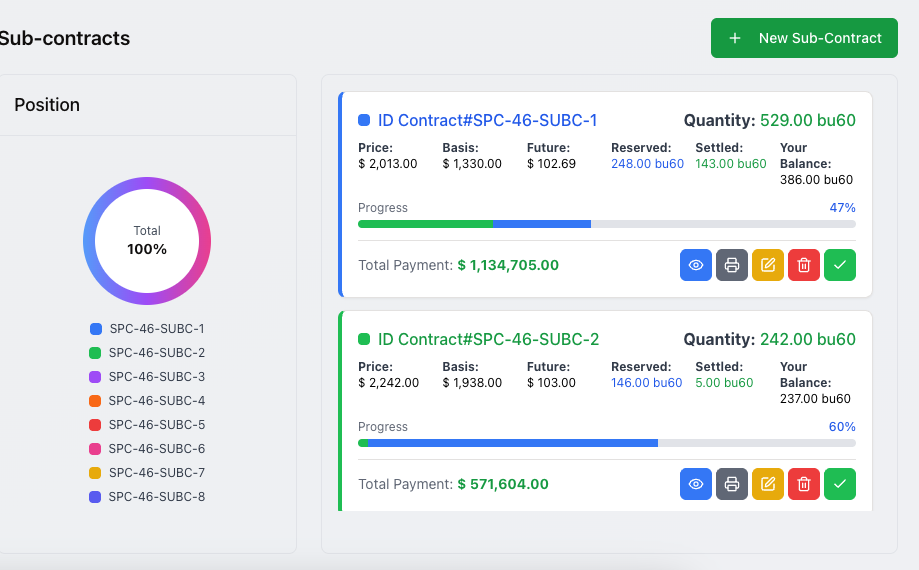 Sub-contracts
+ New Sub-Contract
Position
Total
100%
SPC-46-SUBC-1
SPC-46-SUBC-2
SPC-46-SUBC-3
SPC-46-SUBC-4
SPC-46-SUBC-5
SPC-46-SUBC-6
SPC-46-SUBC-7
SPC-46-SUBC-8
ID Contract#SPC-46-SUBC-1 Quantity: 529.00 bu60
Price: Basis: Future: Reserved: Settled: Your
$ 2,013.00 $ 1,330.00 $ 102.69 248.00 bu60 143.00 bu60 Balance:
386.00 bu60
Progress 47%
Total Payment: $ 1,134,705.00
ID Contract#SPC-46-SUBC-2 Quantity: 242.00 bu60
Price: Basis: Future: Reserved: Settled: Your
$ 2,242.00 $ 1,938.00 $ 103.00 146.00 bu60 5.00 bu60 Balance:
237.00 bu60
Progress 60%
Total Payment: $ 571,604.00